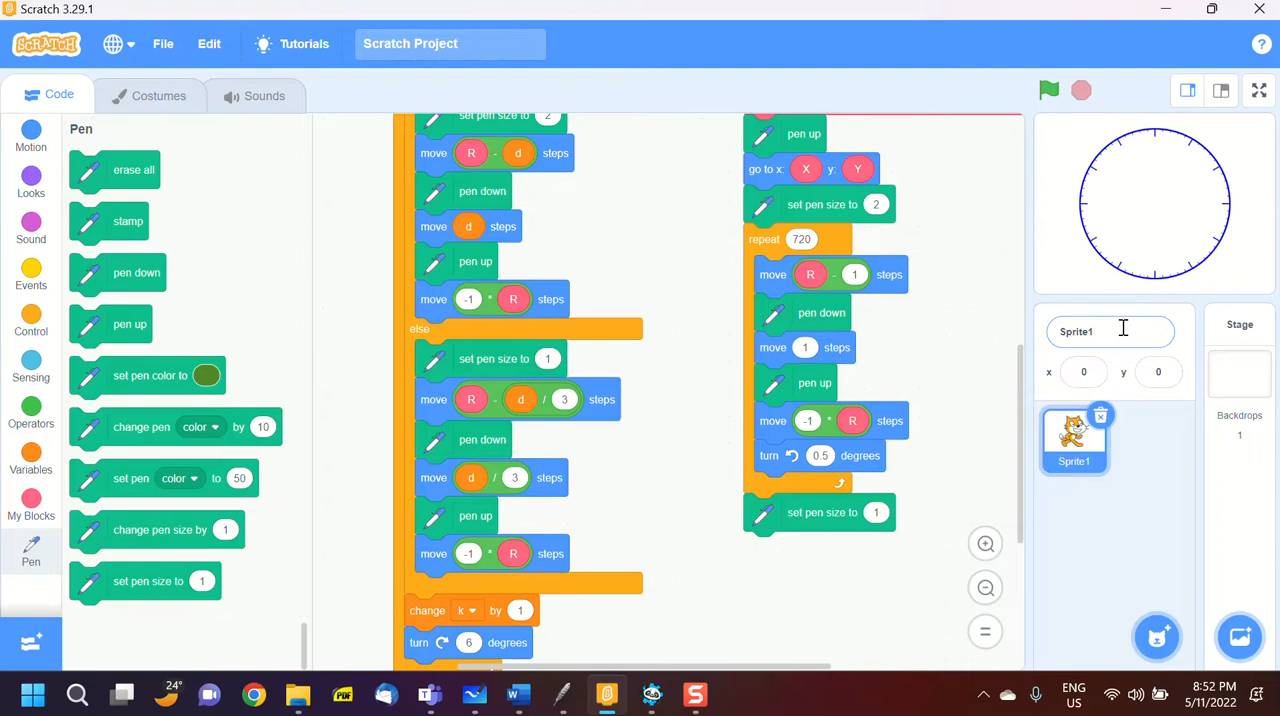 Scratch 3.29.1
SCRATCH File Edit Tutorials Scratch Project ?
Code Costumes Sounds
Motion
Looks
Sound
Events
Control
Sensing
Operators
Variables
My Blocks
Pen
Pen
erase all
stamp
pen down
pen up
set pen color to
change pen color by 10
set pen color to 50
change pen size by 1
set pen size to 1
set pen size to 2
move R - d steps
pen down
move d steps
pen up
move -1 * R steps
else
set pen size to 1
move R - d / 3 steps
pen down
move d / 3 steps
pen up
move -1 * R steps
change k by 1
turn 6 degrees
pen up
go to x: X y: Y
set pen size to 2
repeat 720
move R - 1 steps
pen down
move 1 steps
pen up
move -1 * R steps
turn 0.5 degrees
set pen size to 1
Sprite1
x 0 y 0
Sprite1
Stage
Backdrops
1
24°
PDF
ENG
US
8:52 PM
5/11/2022